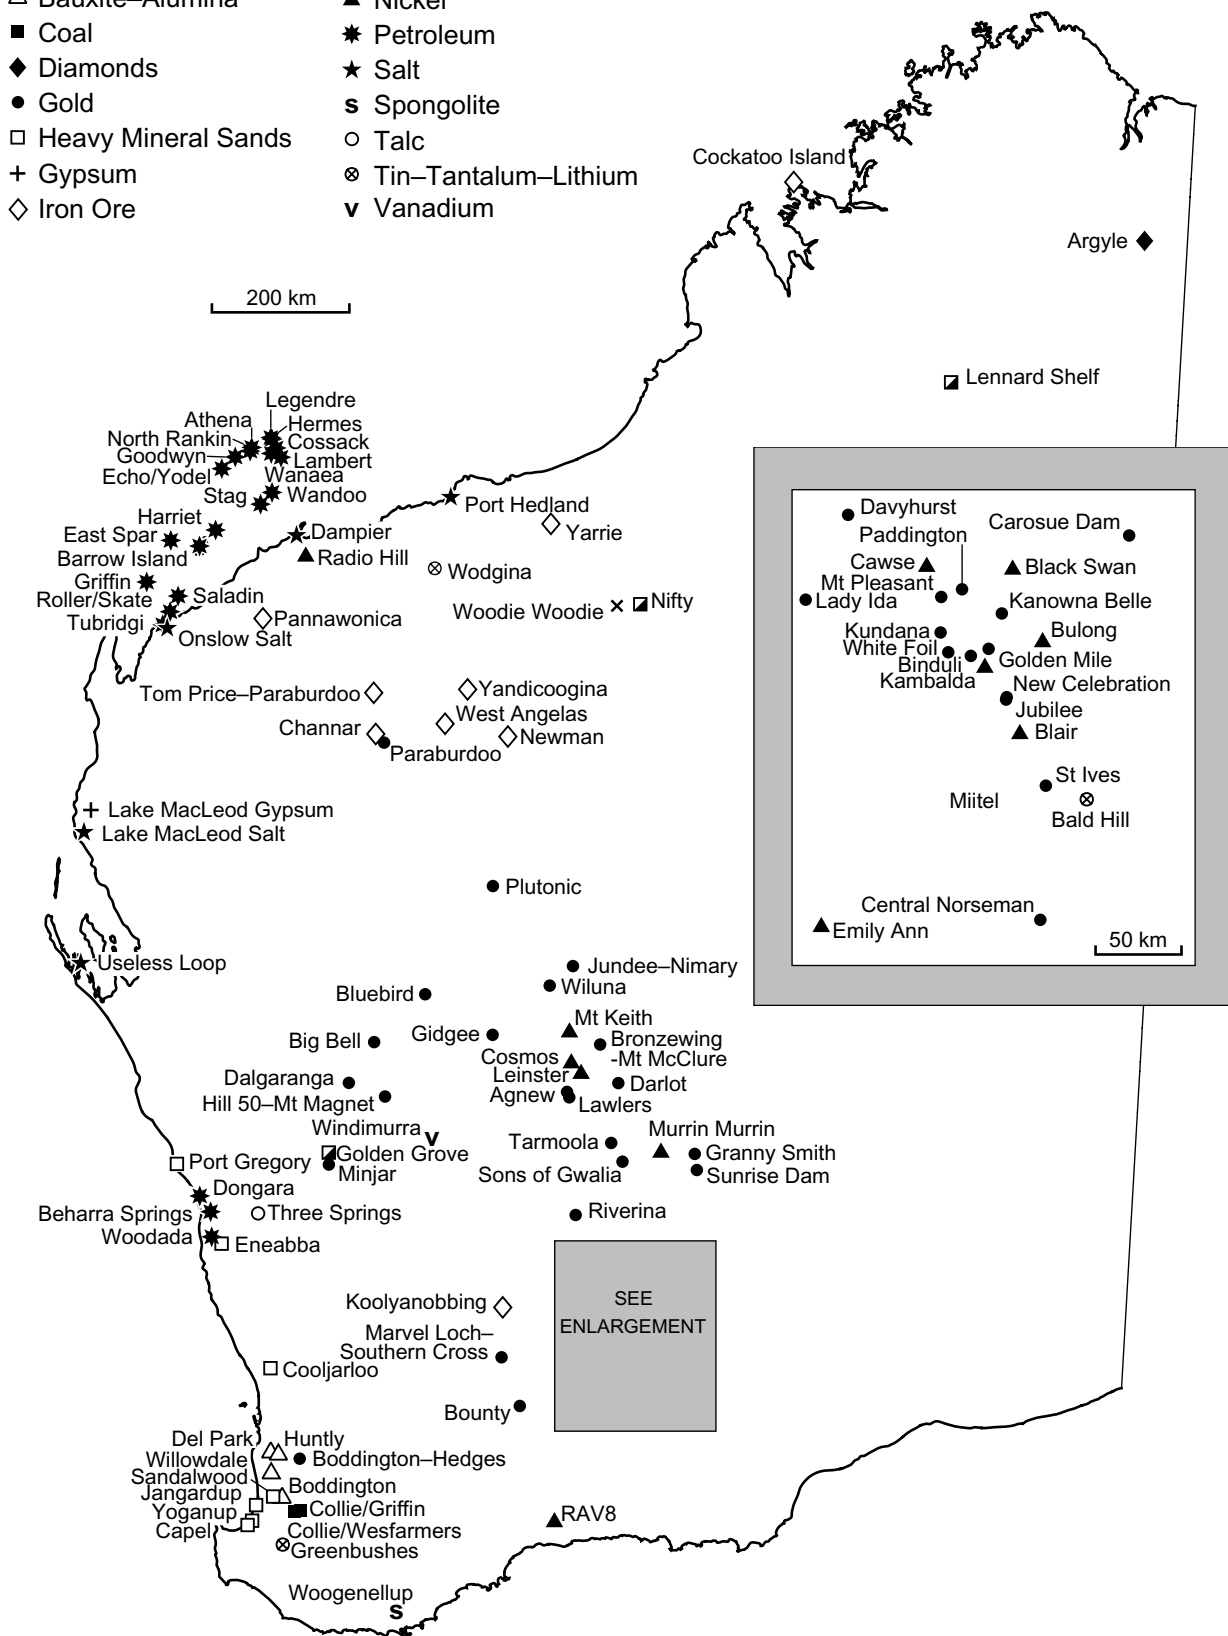 Bauxite–Alumina
Coal
Diamonds
Gold
Heavy Mineral Sands
Gypsum
Iron Ore
Nickel
Petroleum
Salt
s Spongolite
Talc
Tin–Tantalum–Lithium
v Vanadium
200 km
Cockatoo Island
Argyle
Lennard Shelf
Legendre
Athena
Hermes
North Rankin
Cossack
Goodwyn
Lambert
Echo/Yodel
Wanaea
Stag
Wandoo
Port Hedland
Harriet
Dampier
Yarrie
East Spar
Barrow Island
Radio Hill
Griffin
Wodgina
Roller/Skate
Saladin
Woodie Woodie
Nifty
Tubridgi
Pannawonica
Onslow Salt
Tom Price–Paraburdoo
Yandicoogina
West Angelas
Channar
Newman
Paraburdoo
Lake MacLeod Gypsum
Lake MacLeod Salt
Plutonic
Useless Loop
Jundee–Nimary
Wiluna
Bluebird
Mt Keith
Gidgee
Bronzewing
-Mt McClure
Big Bell
Cosmos
Leinster
Dalgaranga
Darlot
Agnew
Hill 50–Mt Magnet
Lawlers
Windimurra
v
Murrin Murrin
Tarmoola
Golden Grove
Granny Smith
Port Gregory
Minjar
Sons of Gwalia
Sunrise Dam
Dongara
Beharra Springs
Three Springs
Riverina
Woodada
Eneabba
SEE
ENLARGEMENT
Koolyanobbing
Marvel Loch–
Southern Cross
Cooljarloo
Bounty
Del Park
Huntly
Willowdale
Boddington–Hedges
Sandalwood
Boddington
Jangardup
Collie/Griffin
Yoganup
Capel
Collie/Wesfarmers
Greenbushes
RAV8
Woogenellup
s
Davyhurst
Paddington
Carosue Dam
Cawse
Black Swan
Mt Pleasant
Lady Ida
Kanowna Belle
Kundana
Bulong
White Foil
Binduli
Golden Mile
Kambalda
New Celebration
Jubilee
Blair
St Ives
Miitel
Bald Hill
Central Norseman
Emily Ann
50 km